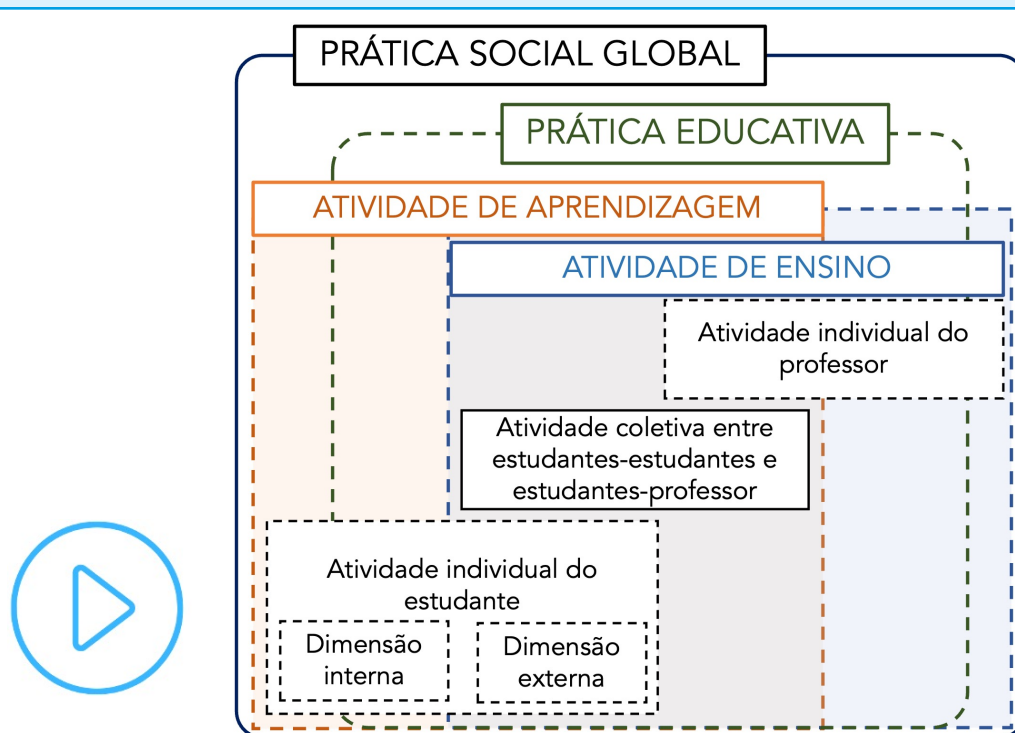 PRÁTICA SOCIAL GLOBAL
PRÁTICA EDUCATIVA
ATIVIDADE DE APRENDIZAGEM
ATIVIDADE DE ENSINO
Atividade individual do
professor
Atividade coletiva entre
estudantes-estudantes e
estudantes-professor
Atividade individual do
estudante
Dimensão
interna
Dimensão
externa